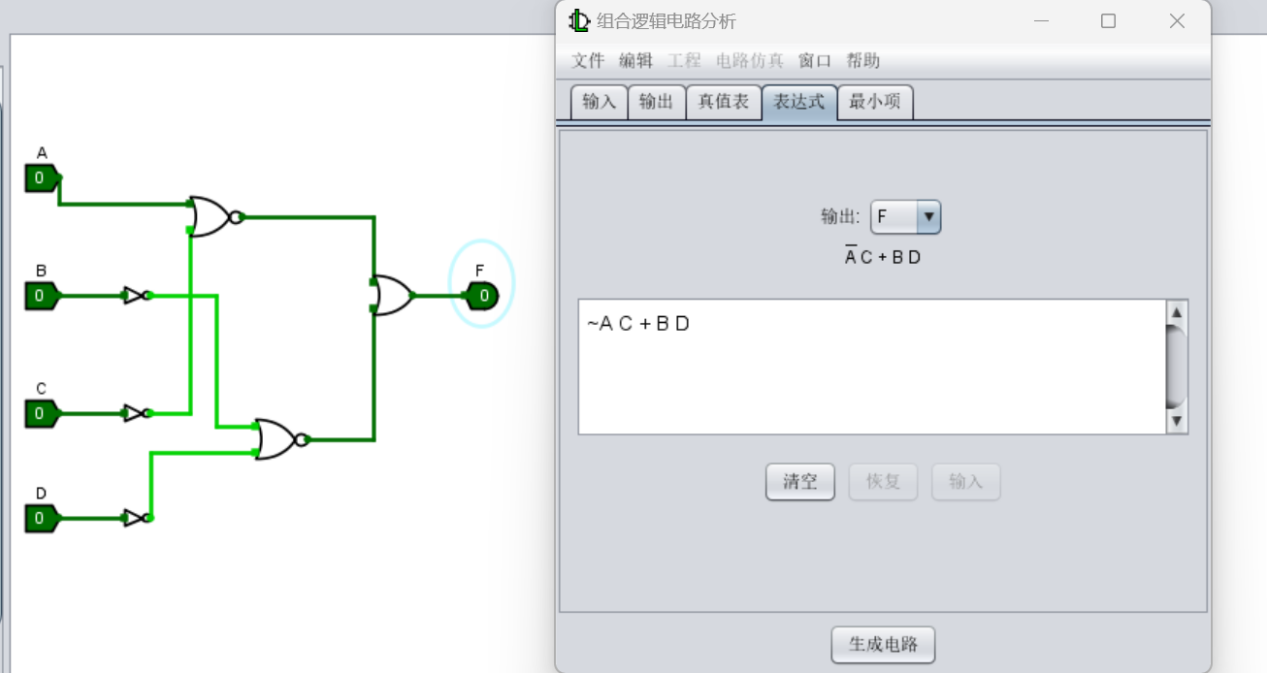 组合逻辑电路分析
文件 编辑 工程 电路仿真 窗口 帮助
输入 输出 真值表 表达式 最小项
A
0
B
0
C
0
D
0
F
0
输出: F
A̅ C + B D
~A C + B D
清空 恢复 输入
生成电路